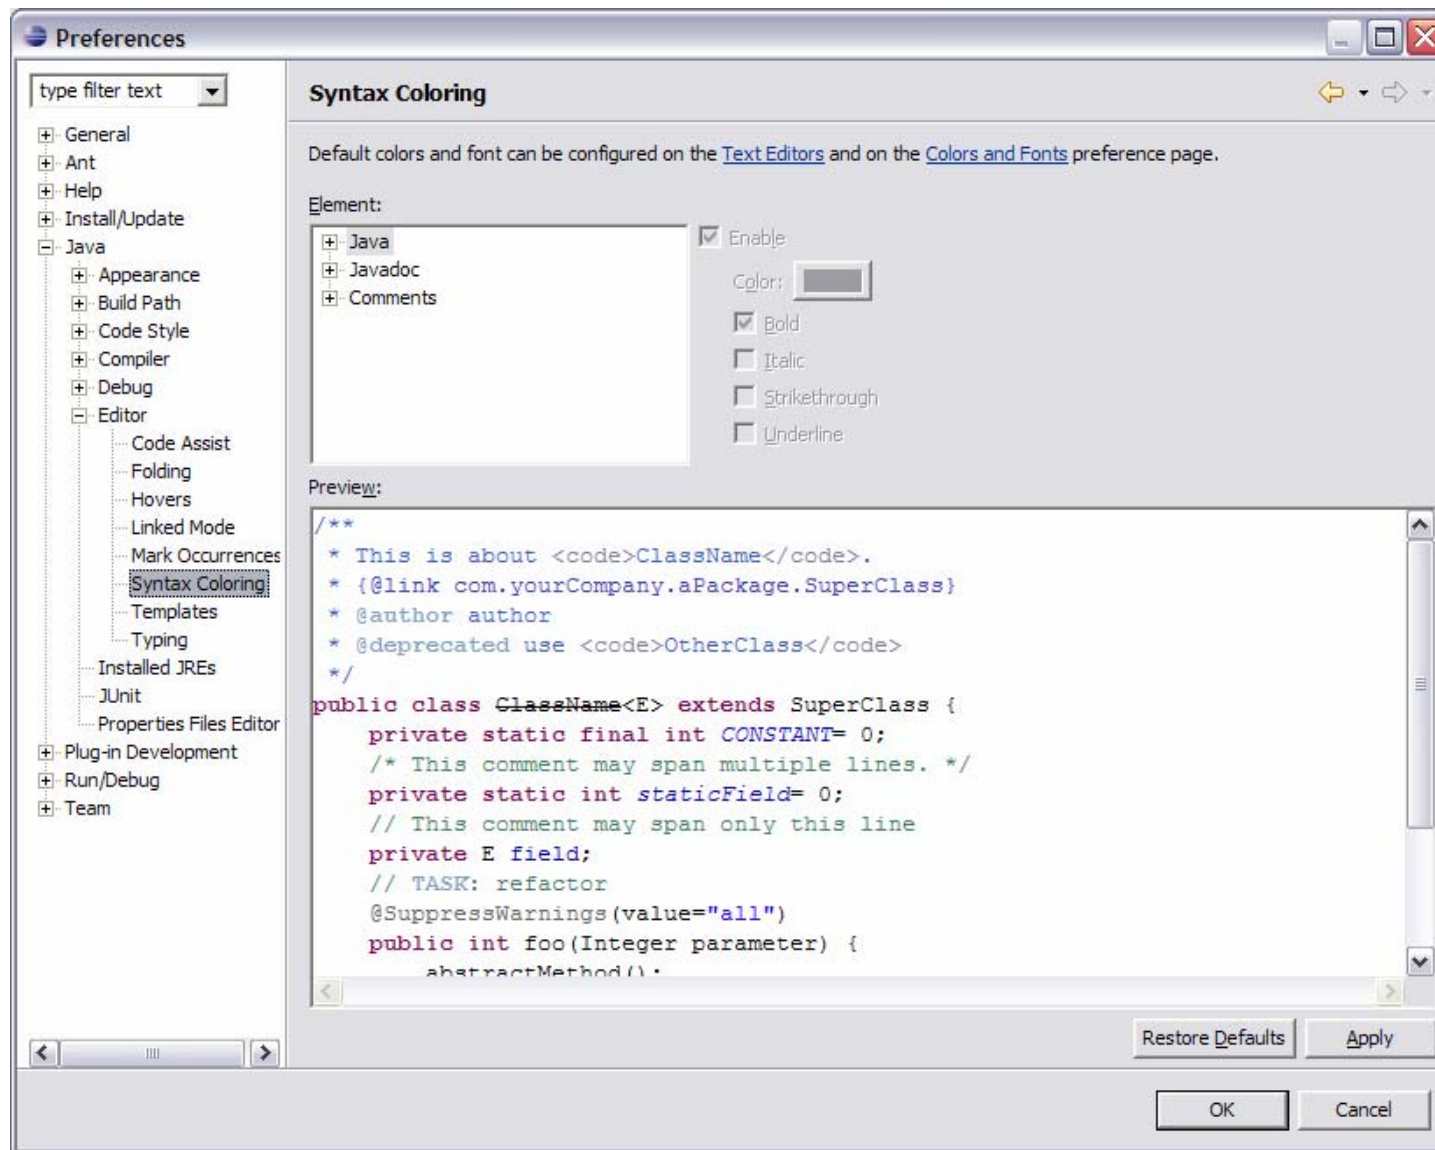 Preferences
type filter text
General
Ant
Help
Install/Update
Java
Appearance
Build Path
Code Style
Compiler
Debug
Editor
Code Assist
Folding
Hovers
Linked Mode
Mark Occurrences
Syntax Coloring
Templates
Typing
Installed JREs
JUnit
Properties Files Editor
Plug-in Development
Run/Debug
Team
Syntax Coloring
Default colors and font can be configured on the Text Editors and on the Colors and Fonts preference page.
Element:
Java
Javadoc
Comments
Enable
Color:
Bold
Italic
Strikethrough
Underline
Preview:
/**
 * This is about <code>ClassName</code>.
 * {@link com.yourCompany.aPackage.SuperClass}
 * @author author
 * @deprecated use <code>OtherClass</code>
 */
public class ClassName<E> extends SuperClass {
    private static final int CONSTANT= 0;
    /* This comment may span multiple lines. */
    private static int staticField= 0;
    // This comment may span only this line
    private E field;
    // TASK: refactor
    @SuppressWarnings(value="all")
    public int foo(Integer parameter) {
        abstractMethod();
Restore Defaults
Apply
OK
Cancel